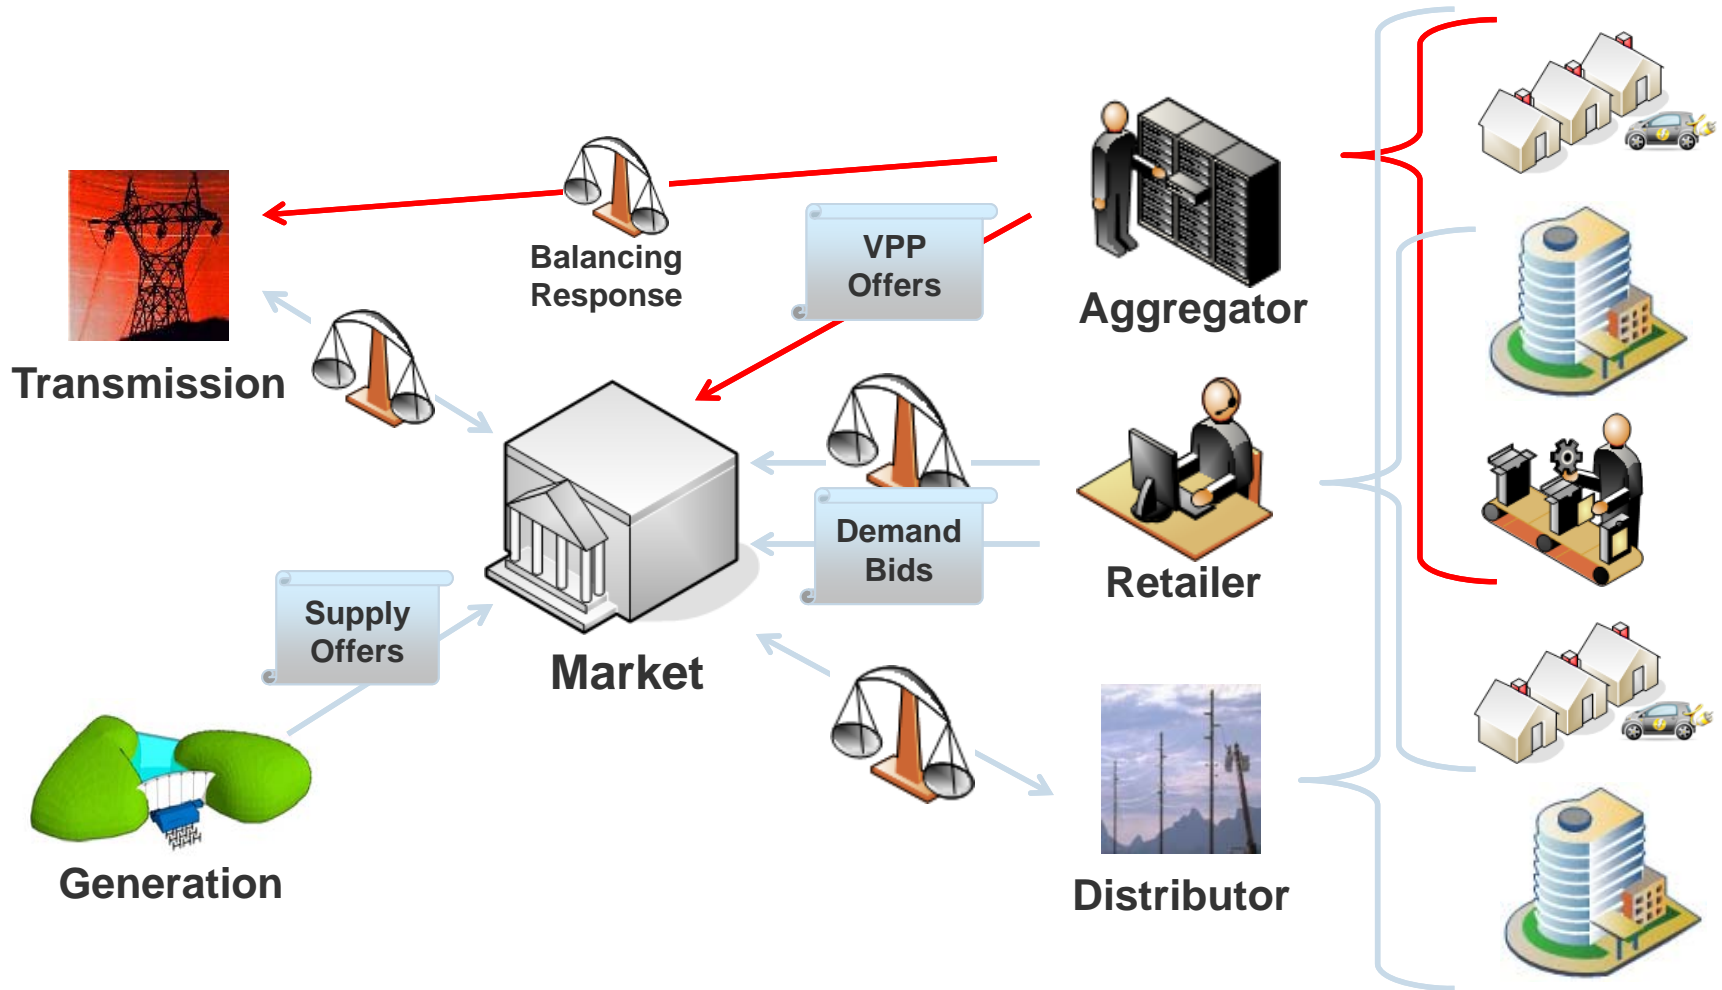 VPP
Offers
Balancing
Response
Aggregator
Transmission
Demand
Bids
Retailer
Supply
Offers
Market
Generation
Distributor